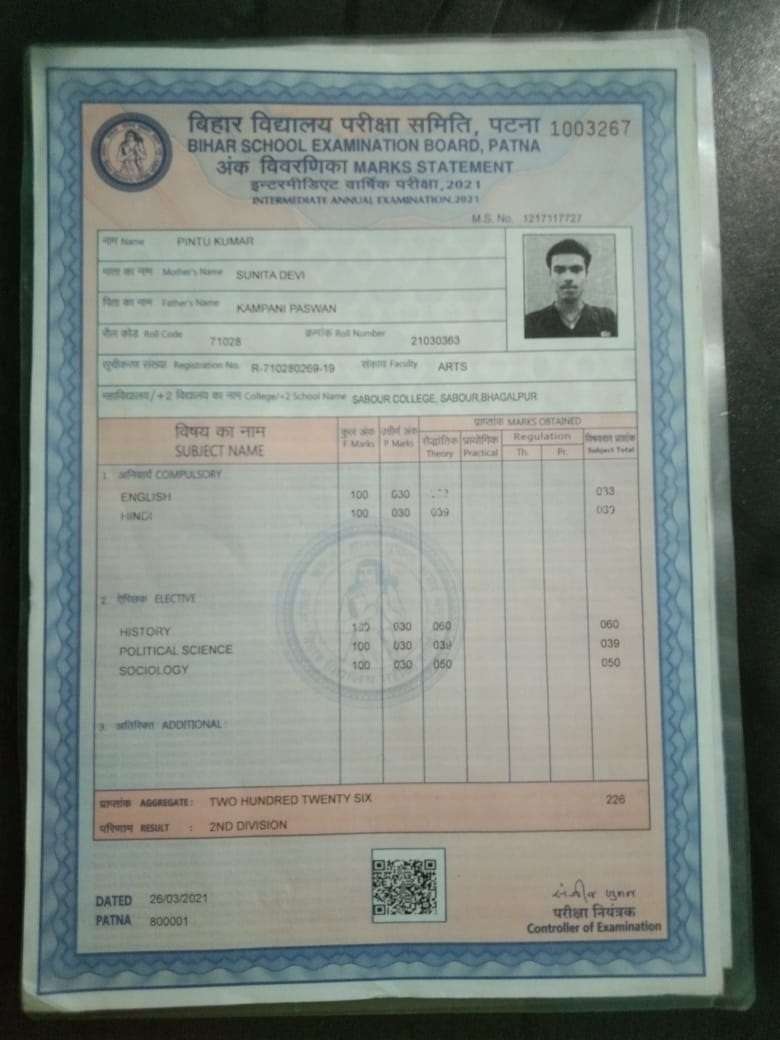 बिहार विद्यालय परीक्षा समिति, पटना 1003267
BIHAR SCHOOL EXAMINATION BOARD, PATNA
अंक विवरणिका MARKS STATEMENT
इन्टरमीडिएट वार्षिक परीक्षा, 2021
INTERMEDIATE ANNUAL EXAMINATION, 2021
M.S. No. 1217117727
नाम Name PINTU KUMAR
माता का नाम Mother's Name SUNITA DEVI
पिता का नाम Father's Name KAMPANI PASWAN
रौल कोड Roll Code 71028 क्रमांक Roll Number 21030363
सूचीकरण संख्या Registration No. R-710280269-19 संकाय Faculty ARTS
महाविद्यालय/+2 विद्यालय का नाम College/+2 School Name SABOUR COLLEGE, SABOUR,BHAGALPUR
विषय का नाम कुल अंक उत्तीर्ण अंक प्राप्तांक MARKS OBTAINED
SUBJECT NAME F Marks P Marks सैद्धांतिक प्रायोगिक Regulation विषयवार प्राप्तांक
Theory Practical Th. Pr. Subject Total
1. अनिवार्य COMPULSORY
ENGLISH 100 030 033
HINDI 100 030 039 039
2. ऐच्छिक ELECTIVE
HISTORY 100 030 060 060
POLITICAL SCIENCE 100 030 039 039
SOCIOLOGY 100 030 050 050
3. अतिरिक्त ADDITIONAL:
प्राप्तांक AGGREGATE: TWO HUNDRED TWENTY SIX 226
परिणाम RESULT : 2ND DIVISION
DATED 26/03/2021
PATNA 800001
परीक्षा नियंत्रक
Controller of Examination